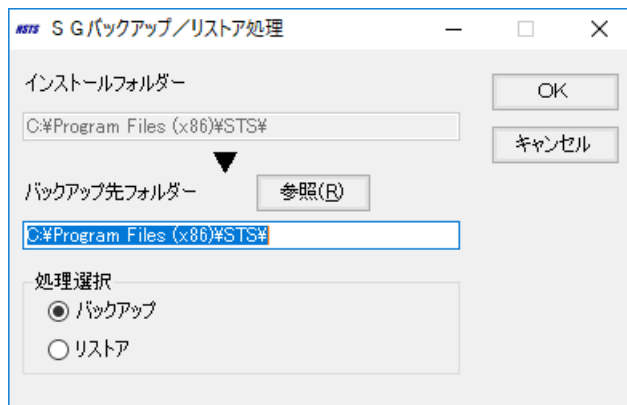 NSTS ＳＧバックアップ／リストア処理
インストールフォルダー
OK
C:¥Program Files (x86)¥STS¥
キャンセル
バックアップ先フォルダー
参照(R)
C:¥Program Files (x86)¥STS¥
処理選択
バックアップ
リストア